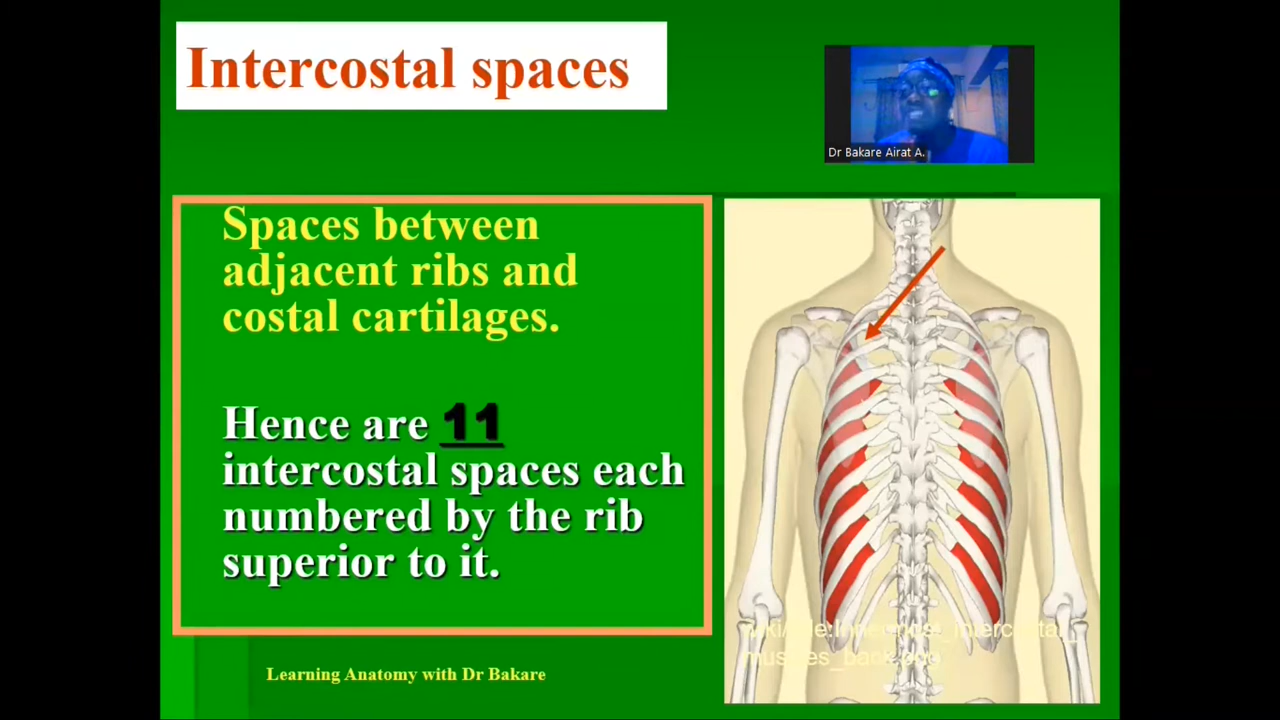 Intercostal spaces
Dr Bakare Airat A.
Spaces between
adjacent ribs and
costal cartilages.
Hence are 11
intercostal spaces each
numbered by the rib
superior to it.
Learning Anatomy with Dr Bakare